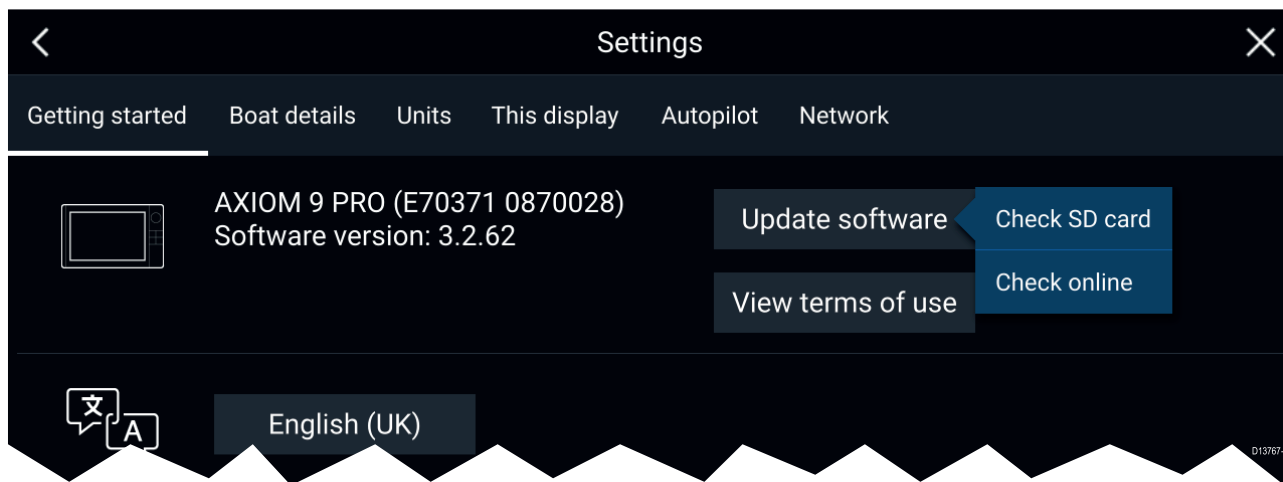 Settings
Getting started Boat details Units This display Autopilot Network
AXIOM 9 PRO (E70371 0870028)
Software version: 3.2.62
Update software
Check SD card
Check online
View terms of use
文 A
English (UK)
D13767-